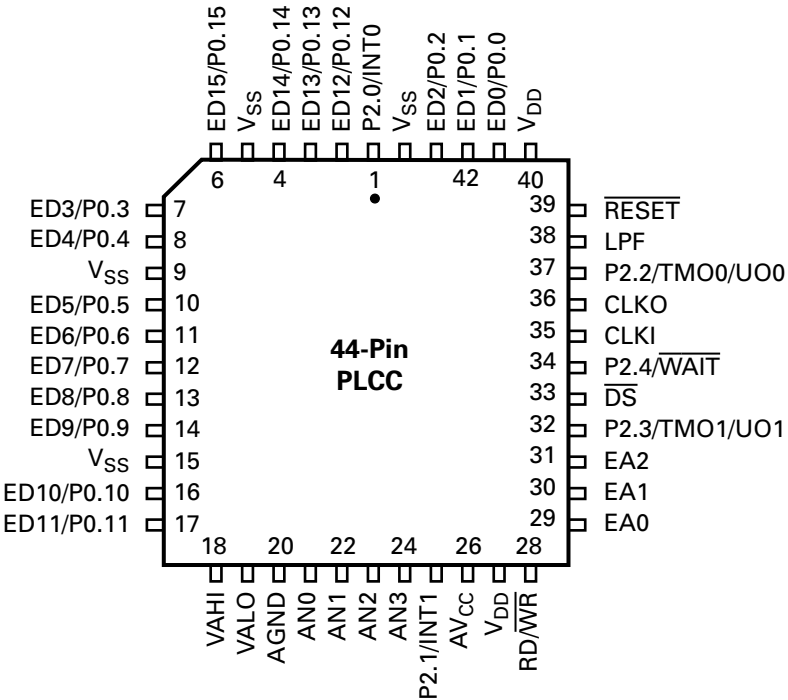 ED15/P0.15
VSS
ED14/P0.14
ED13/P0.13
ED12/P0.12
P2.0/INT0
VSS
ED2/P0.2
ED1/P0.1
ED0/P0.0
VDD
6
4
1
42
40
ED3/P0.3 7
ED4/P0.4 8
VSS 9
ED5/P0.5 10
ED6/P0.6 11
ED7/P0.7 12
ED8/P0.8 13
ED9/P0.9 14
VSS 15
ED10/P0.10 16
ED11/P0.11 17
44-Pin
PLCC
39 RESET
38 LPF
37 P2.2/TMO0/UO0
36 CLKO
35 CLKI
34 P2.4/WAIT
33 DS
32 P2.3/TMO1/UO1
31 EA2
30 EA1
29 EA0
18
20
22
24
26
28
VAHI
VALO
AGND
AN0
AN1
AN2
AN3
P2.1/INT1
AVCC
VDD
RD/WR